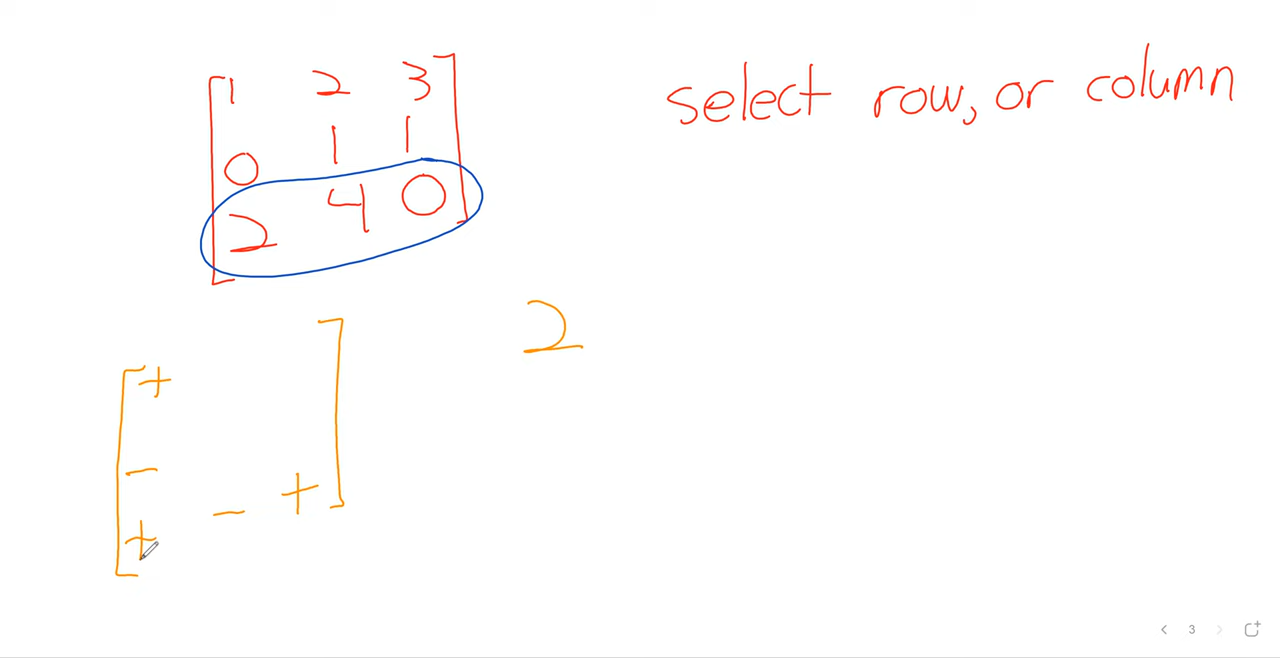 1 2 3
select row, or column
0 1 1
2 4 0
2
+
-
+ - +
3